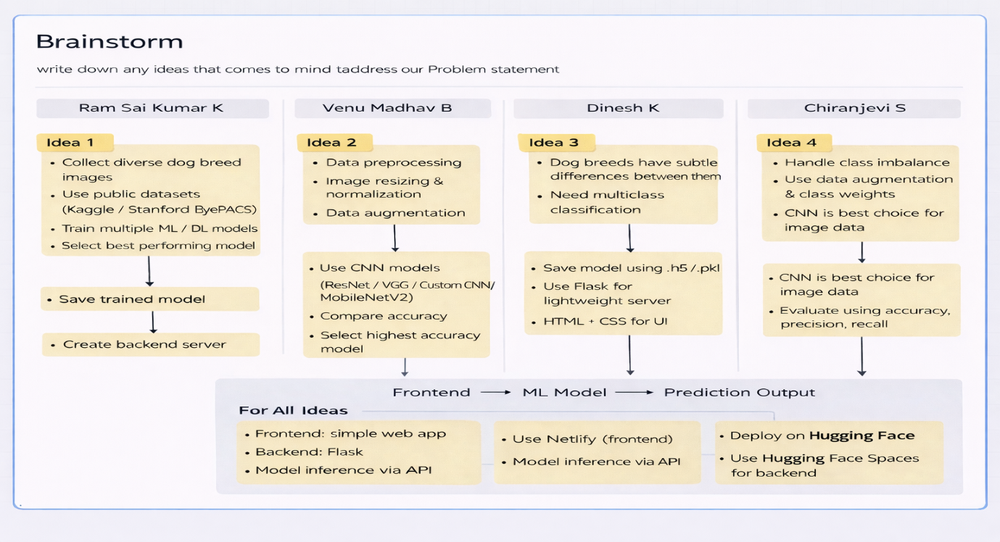 Brainstorm
write down any ideas that comes to mind taddress our Problem statement
Ram Sai Kumar K
Idea 1
• Collect diverse dog breed
images
• Use public datasets
(Kaggle / Stanford ByePACS)
• Train multiple ML / DL models
• Select best performing model
• Save trained model
• Create backend server
Venu Madhav B
Idea 2
• Data preprocessing
• Image resizing &
normalization
• Data augmentation
• Use CNN models
(ResNet / VGG / Custom CNN/
MobileNetV2)
• Compare accuracy
• Select highest accuracy
model
Dinesh K
Idea 3
• Dog breeds have subtle
differences between them
• Need multiclass
classification
• Save model using .h5 /.pkl
• Use Flask for
lightweight server
• HTML + CSS for UI
Chiranjevi S
Idea 4
• Handle class imbalance
• Use data augmentation
& class weights
• CNN is best choice for
image data
• CNN is best choice for
image data
• Evaluate using accuracy,
precision, recall
Frontend → ML Model → Prediction Output
For All Ideas
• Frontend: simple web app
• Backend: Flask
• Model inference via API
• Use Netlify (frontend)
• Model inference via API
• Deploy on Hugging Face
• Use Hugging Face Spaces
for backend